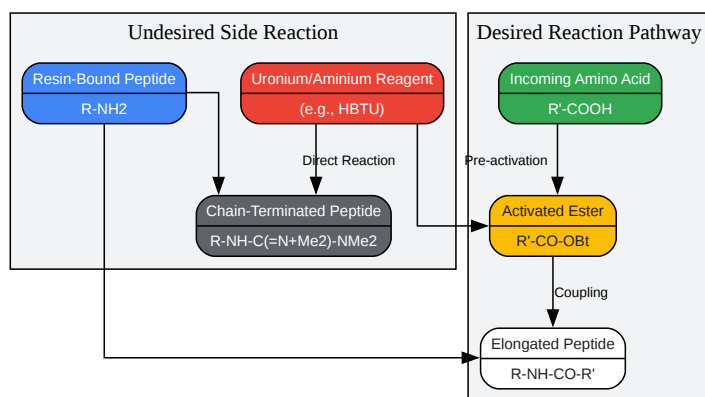 Undesired Side Reaction
Desired Reaction Pathway
Resin-Bound Peptide
R-NH2
Uronium/Aminium Reagent
(e.g., HBTU)
Incoming Amino Acid
R'-COOH
Direct Reaction
Pre-activation
Chain-Terminated Peptide
R-NH-C(=N+Me2)-NMe2
Activated Ester
R'-CO-OBt
Coupling
Elongated Peptide
R-NH-CO-R'